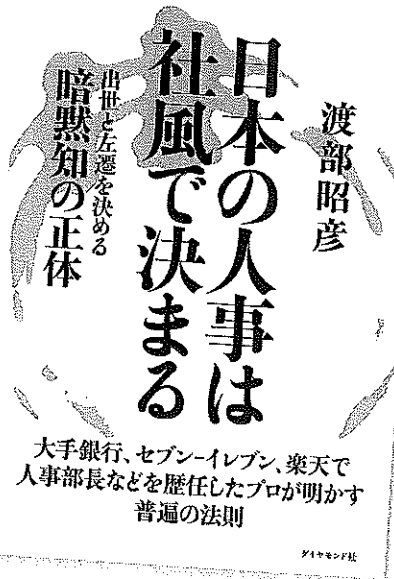 渡部昭彦
日本の人事は
社風で決まる
出世と左遷を決める
暗黙知の正体
大手銀行、セブン-イレブン、楽天で
人事部長などを歴任したプロが明かす
普遍の法則
ダイヤモンド社